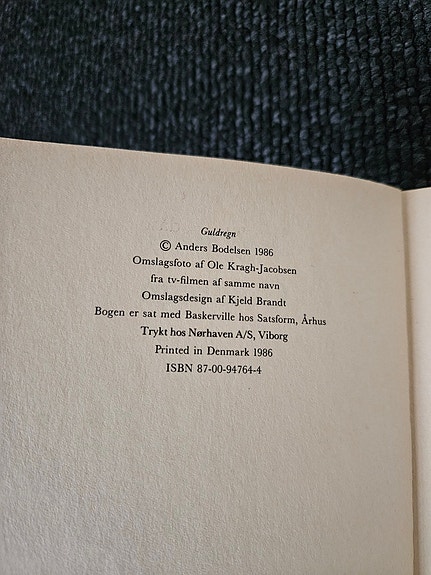 Guldregn
© Anders Bodelsen 1986
Omslagsfoto af Ole Kragh-Jacobsen
fra tv-filmen af samme navn
Omslagsdesign af Kjeld Brandt
Bogen er sat med Baskerville hos Satsform, Århus
Trykt hos Nørhaven A/S, Viborg
Printed in Denmark 1986
ISBN 87-00-94764-4